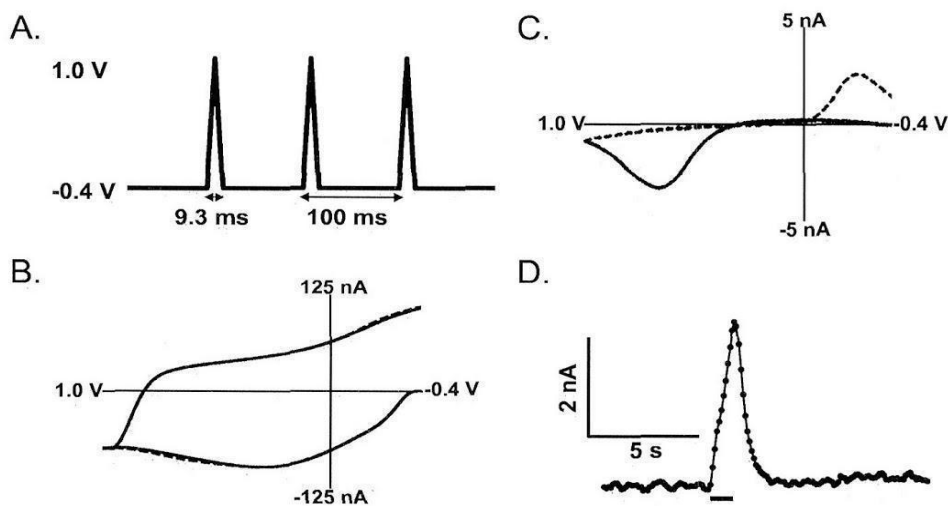 A.
1.0 V
-0.4 V
9.3 ms
100 ms
B.
125 nA
1.0 V
-0.4 V
-125 nA
C.
5 nA
1.0 V
-0.4 V
-5 nA
D.
2 nA
5 s